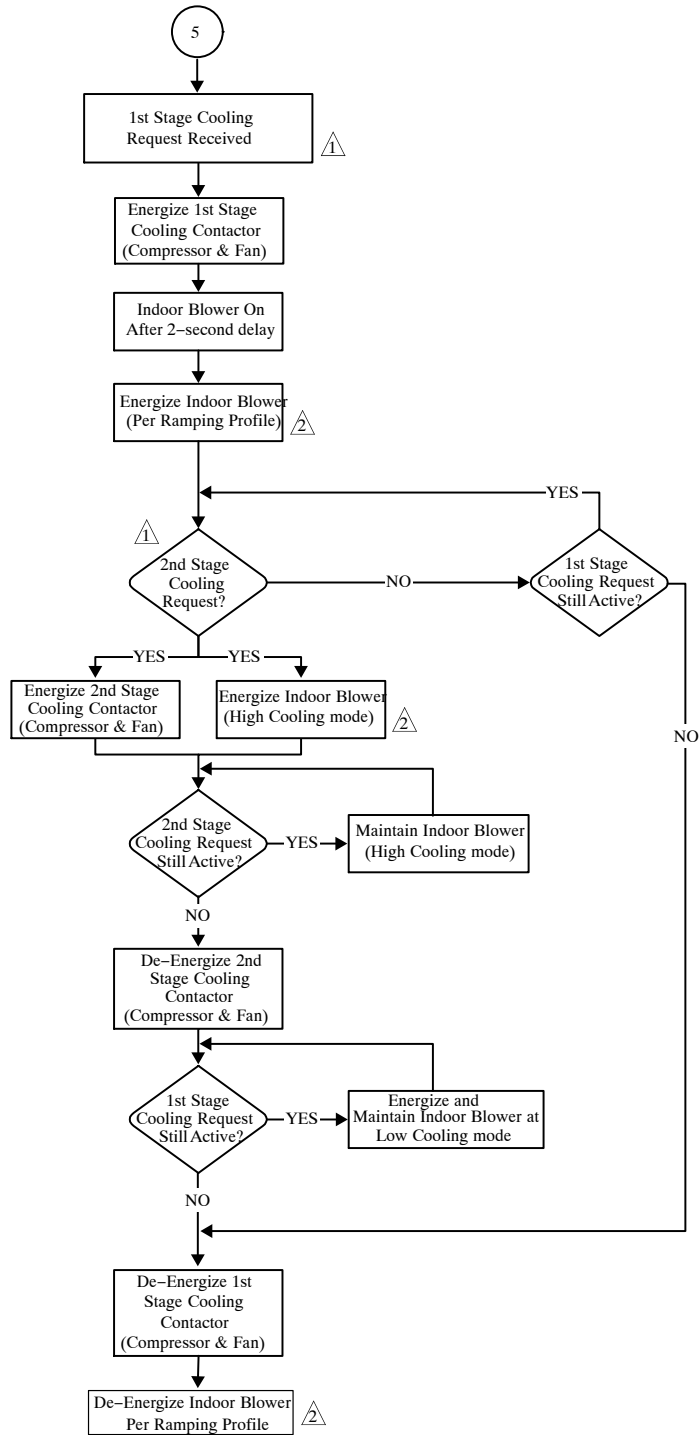 5
1st Stage Cooling
Request Received
1
Energize 1st Stage
Cooling Contactor
(Compressor & Fan)
Indoor Blower On
After 2−second delay
Energize Indoor Blower
(Per Ramping Profile)
2
YES
1
2nd Stage
Cooling
Request?
NO
1st Stage
Cooling Request
Still Active?
YES
YES
Energize 2nd Stage
Cooling Contactor
(Compressor & Fan)
Energize Indoor Blower
(High Cooling mode)
2
NO
2nd Stage
Cooling Request
Still Active?
YES
Maintain Indoor Blower
(High Cooling mode)
NO
De−Energize 2nd
Stage Cooling
Contactor
(Compressor & Fan)
1st Stage
Cooling Request
Still Active?
YES
Energize and
Maintain Indoor Blower at
Low Cooling mode
NO
De−Energize 1st
Stage Cooling
Contactor
(Compressor & Fan)
De−Energize Indoor Blower
Per Ramping Profile
2